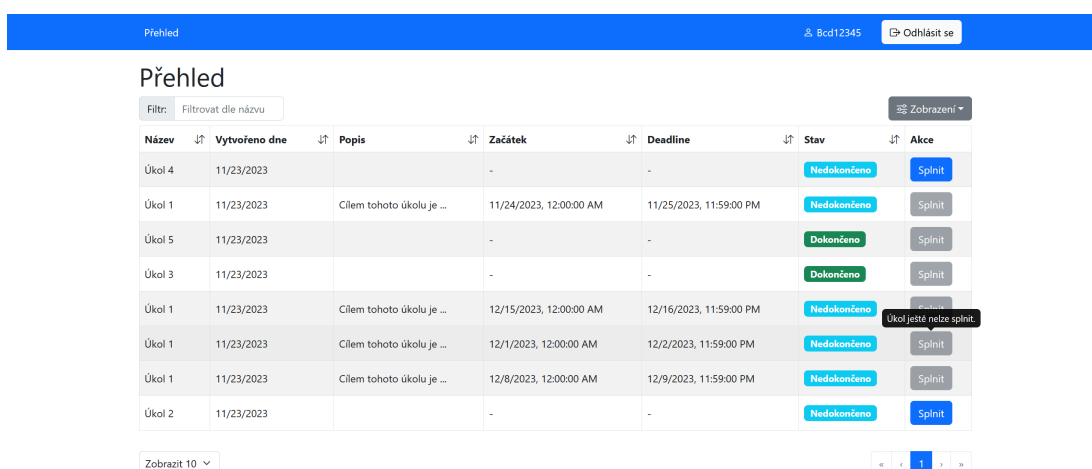 Přehled Bcd12345 Odhlásit se
Přehled
Filtr: Filtrovat dle názvu Zobrazení
Název Vytvořeno dne Popis Začátek Deadline Stav Akce
Úkol 4 11/23/2023 - - Nedokončeno Splnit
Úkol 1 11/23/2023 Cílem tohoto úkolu je ... 11/24/2023, 12:00:00 AM 11/25/2023, 11:59:00 PM Nedokončeno Splnit
Úkol 5 11/23/2023 - - Dokončeno Splnit
Úkol 3 11/23/2023 - - Dokončeno Splnit
Úkol 1 11/23/2023 Cílem tohoto úkolu je ... 12/15/2023, 12:00:00 AM 12/16/2023, 11:59:00 PM Nedokončeno Splnit
Úkol ještě nelze splnit.
Úkol 1 11/23/2023 Cílem tohoto úkolu je ... 12/1/2023, 12:00:00 AM 12/2/2023, 11:59:00 PM Nedokončeno Splnit
Úkol 1 11/23/2023 Cílem tohoto úkolu je ... 12/8/2023, 12:00:00 AM 12/9/2023, 11:59:00 PM Nedokončeno Splnit
Úkol 2 11/23/2023 - - Nedokončeno Splnit
Zobrazit 10 « ‹ 1 › »